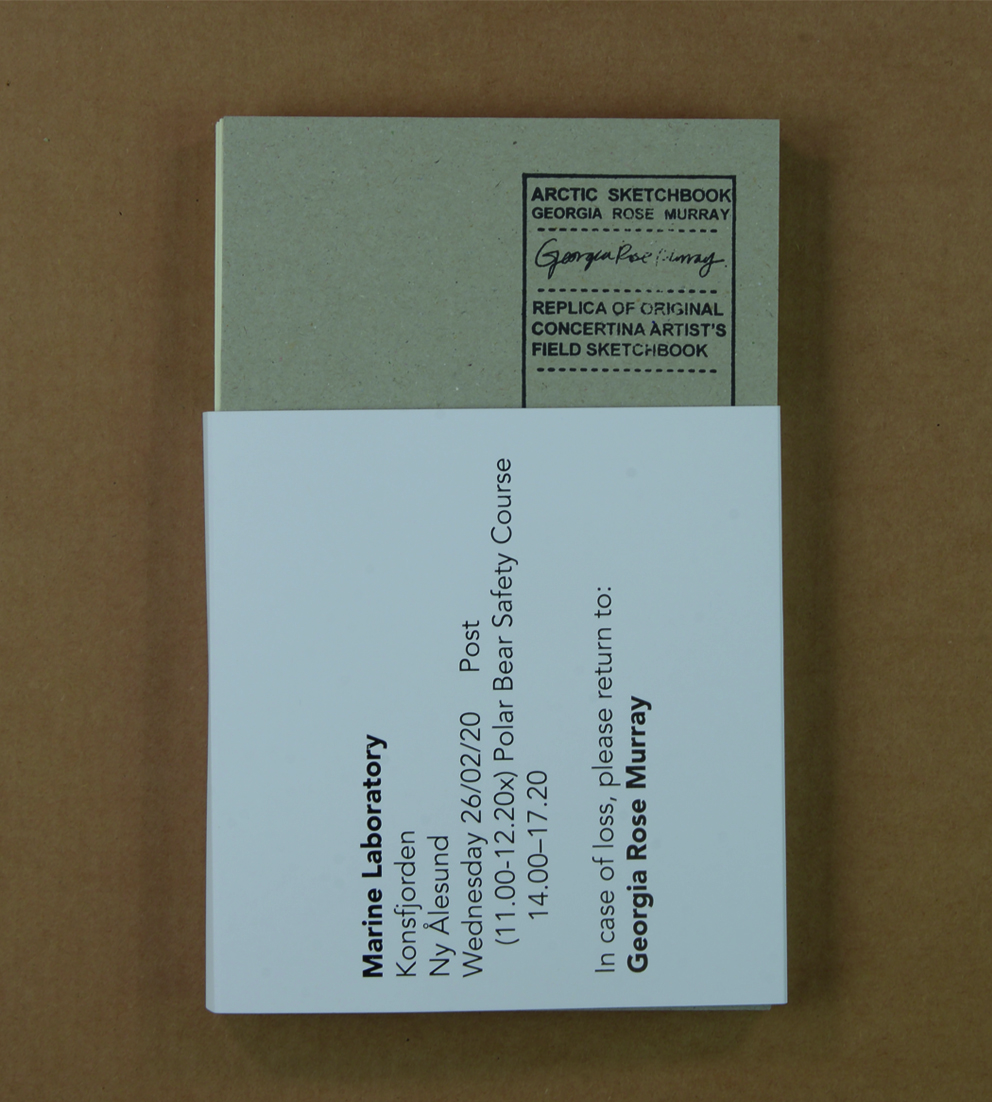 ARCTIC SKETCHBOOK
GEORGIA ROSE MURRAY
Georgia Rose Murray
REPLICA OF ORIGINAL
CONCERTINA ARTIST'S
FIELD SKETCHBOOK
Marine Laboratory
Konsfjorden
Ny Ålesund
Wednesday 26/02/20 Post
(11.00-12.20x) Polar Bear Safety Course
14.00–17.20
In case of loss, please return to:
Georgia Rose Murray